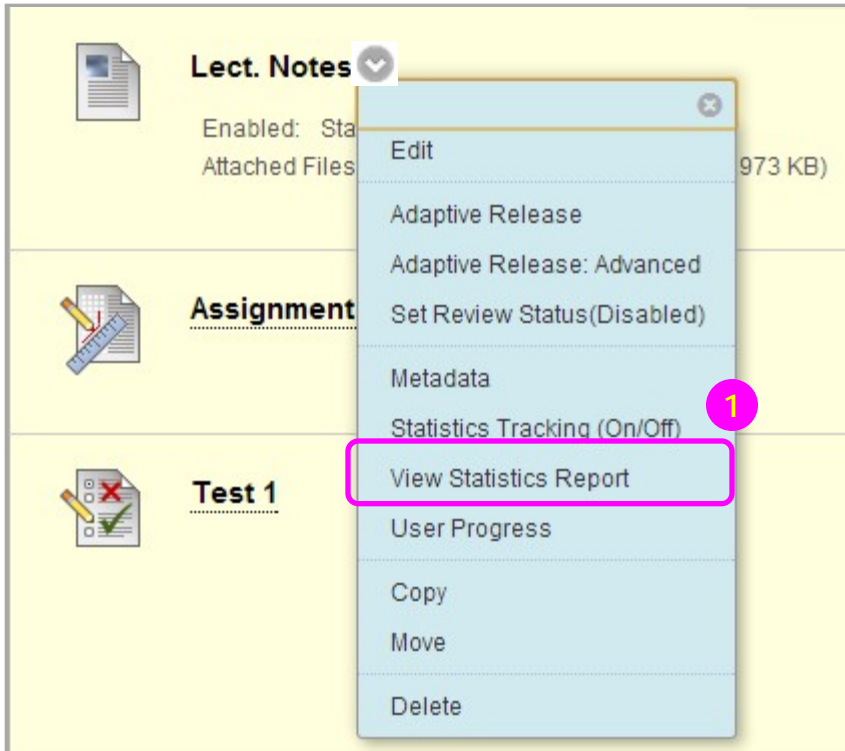 Lect. Notes
Enabled: Sta
Attached Files
973 KB)
Edit
Adaptive Release
Adaptive Release: Advanced
Set Review Status(Disabled)
Metadata
1
Statistics Tracking (On/Off)
View Statistics Report
User Progress
Copy
Move
Delete
Assignment
Test 1